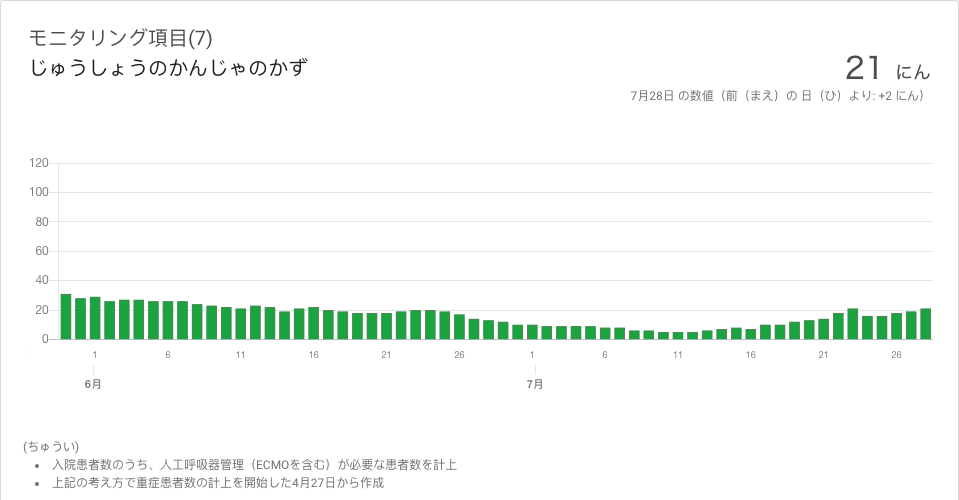 モニタリング項目(7)
じゅうしょうのかんじゃのかず
21 にん
7月28日 の数値（前（まえ）の 日（ひ）より: +2 にん）
120
100
80
60
40
20
0
1 6 11 16 21 26 1 6 11 16 21 26
6月 7月
(ちゅうい)
• 入院患者数のうち、人工呼吸器管理（ECMOを含む）が必要な患者数を計上
• 上記の考え方で重症患者数の計上を開始した4月27日から作成